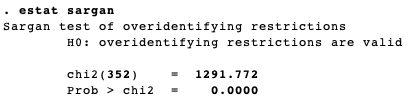 . estat sargan
Sargan test of overidentifying restrictions
H0: overidentifying restrictions are valid
chi2(352) = 1291.772
Prob > chi2 = 0.0000